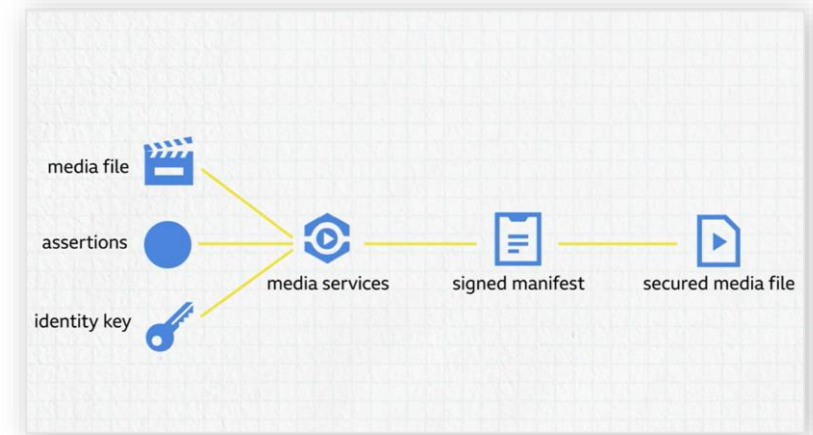 media file
assertions
identity key
media services
signed manifest
secured media file